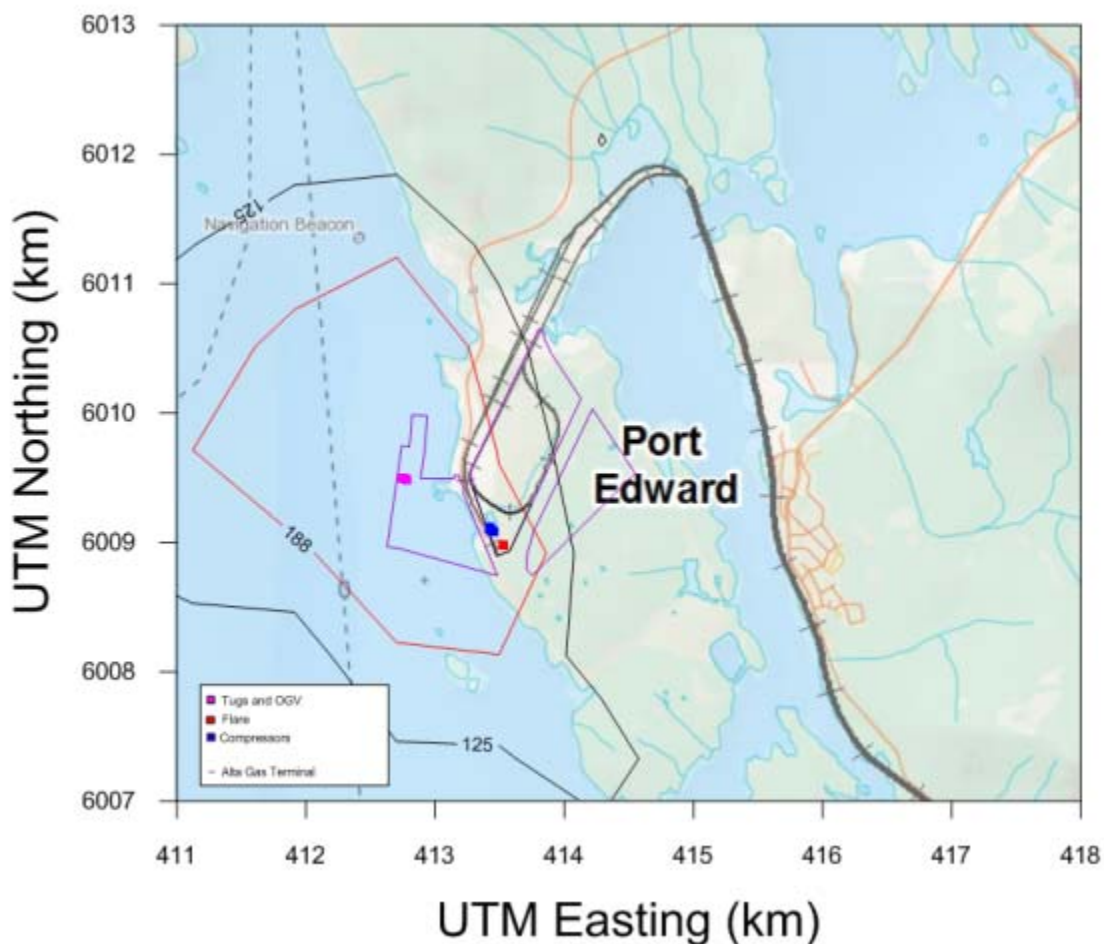 6013
6012
6011
6010
6009
6008
6007
UTM Northing (km)
125
Navigation Beacon
Port
Edward
188
125
Tugs and OGV
Flare
Compressors
Alta Gas Terminal
411
412
413
414
415
416
417
418
UTM Easting (km)